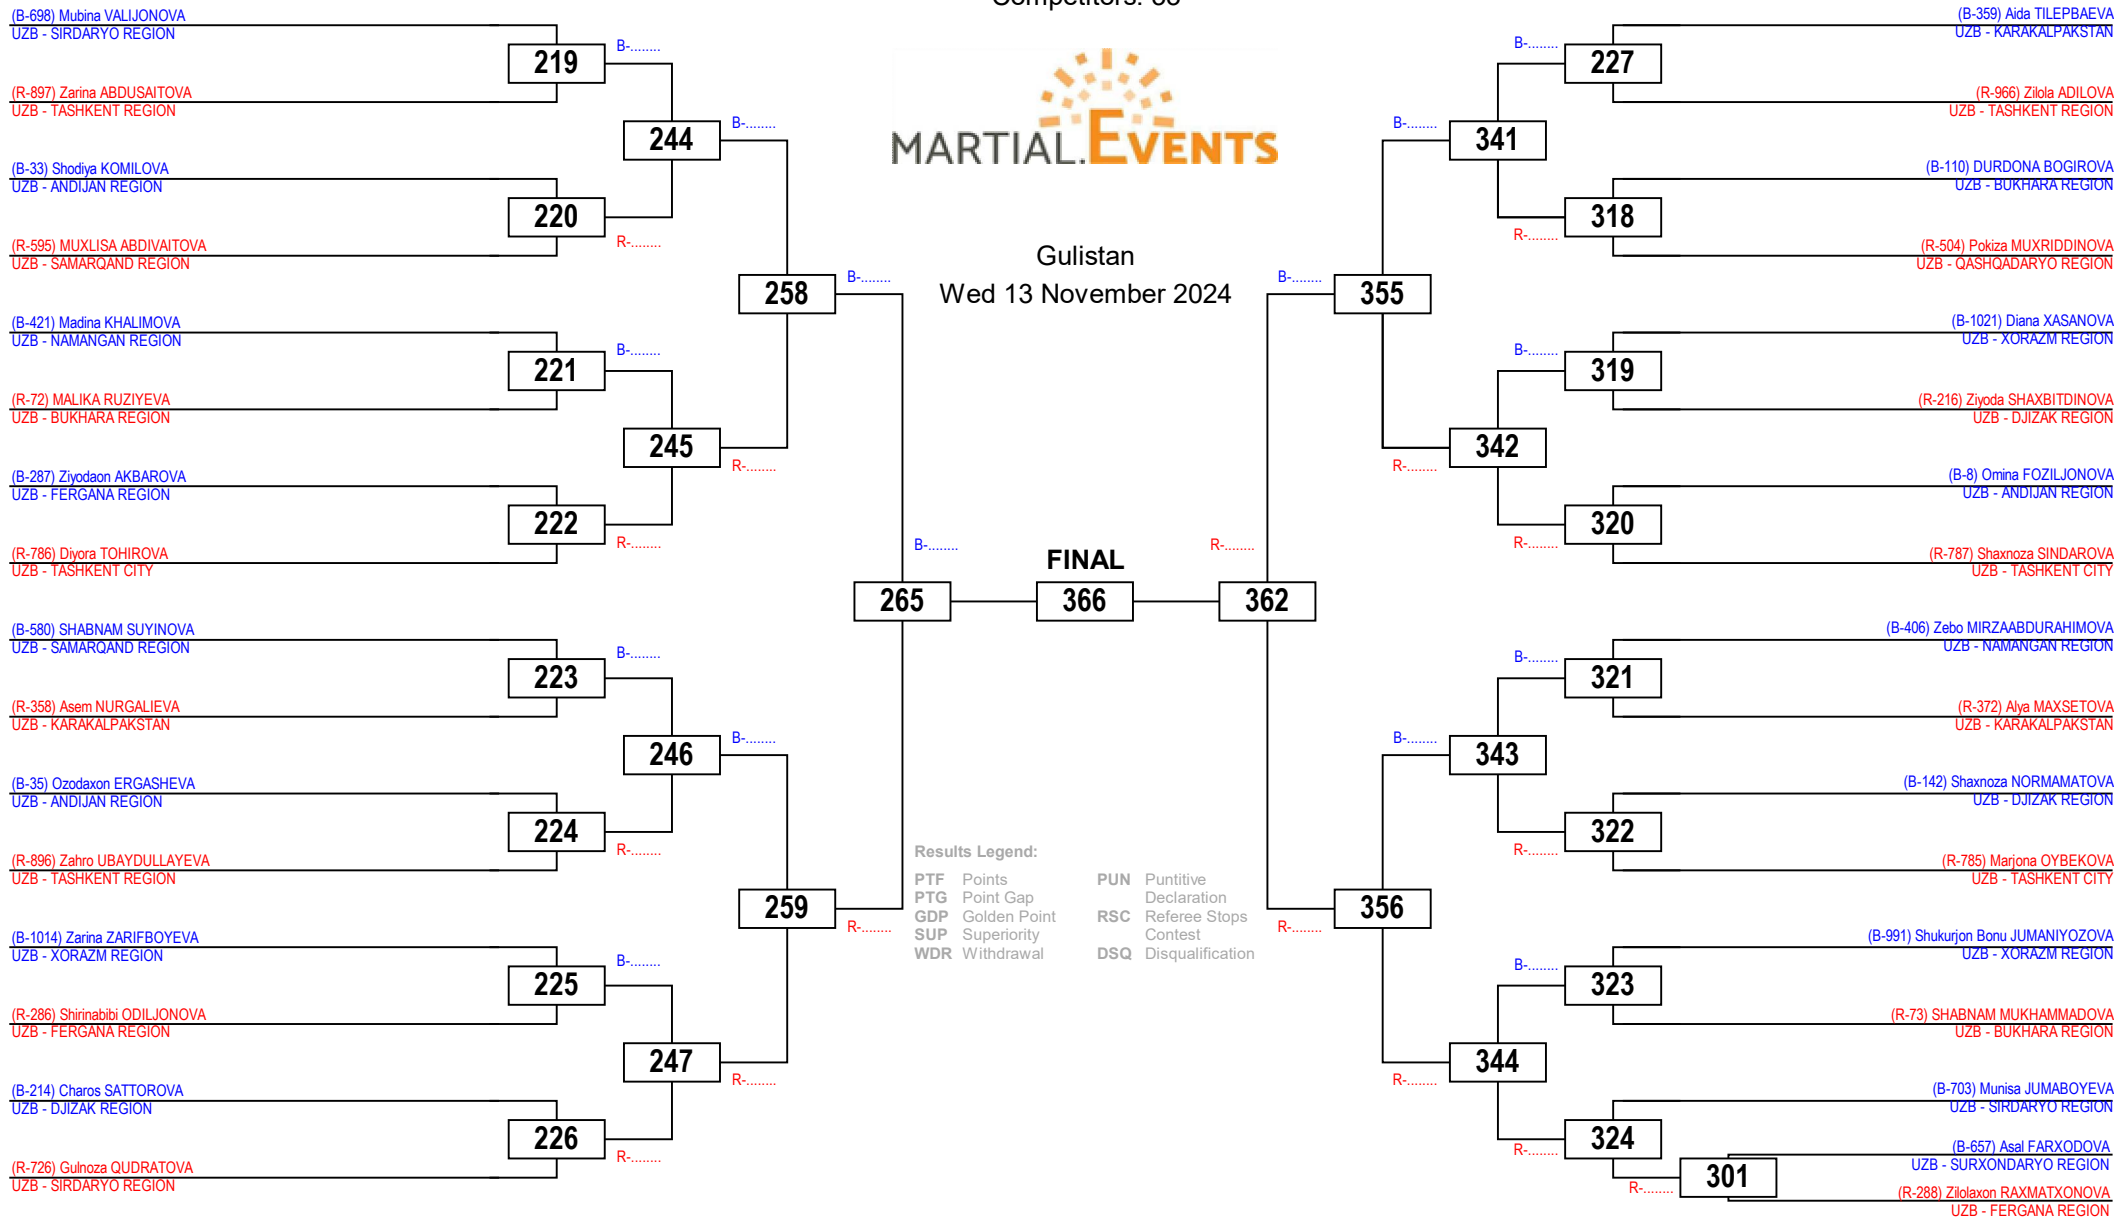 (B-698) Mubina VALIJONOVA
UZB - SIRDARYO REGION
219
B-........
(R-897) Zarina ABDUSAITOVA
UZB - TASHKENT REGION
244
B-........
(B-33) Shodiya KOMILOVA
UZB - ANDIJAN REGION
220
R-........
(R-595) MUXLISA ABDIVAITOVA
UZB - SAMARQAND REGION
258
B-........
(B-421) Madina KHALIMOVA
UZB - NAMANGAN REGION
221
B-........
(R-72) MALIKA RUZIYEVA
UZB - BUKHARA REGION
245
R-........
(B-287) Ziyodaon AKBAROVA
UZB - FERGANA REGION
222
R-........
(R-786) Diyora TOHIROVA
UZB - TASHKENT CITY
B-........
265
(B-580) SHABNAM SUYINOVA
UZB - SAMARQAND REGION
223
B-........
(R-358) Asem NURGALIEVA
UZB - KARAKALPAKSTAN
246
B-........
(B-35) Ozodaxon ERGASHEVA
UZB - ANDIJAN REGION
224
R-........
(R-896) Zahro UBAYDULLAYEVA
UZB - TASHKENT REGION
259
R-........
(B-1014) Zarina ZARIFBOYEVA
UZB - XORAZM REGION
225
B-........
(R-286) Shirinabibi ODILJONOVA
UZB - FERGANA REGION
247
R-........
(B-214) Charos SATTOROVA
UZB - DJIZAK REGION
226
R-........
(R-726) Gulnoza QUDRATOVA
UZB - SIRDARYO REGION
MARTIAL.EVENTS
Gulistan
Wed 13 November 2024
FINAL
366
Results Legend:
PTF Points
PTG Point Gap
GDP Golden Point
SUP Superiority
WDR Withdrawal
PUN Puntitive
Declaration
RSC Referee Stops
Contest
DSQ Disqualification
(B-359) Aida TILEPBAEVA
UZB - KARAKALPAKSTAN
B-........
227
(R-966) Zilola ADILOVA
UZB - TASHKENT REGION
B-........
341
(B-110) DURDONA BOGIROVA
UZB - BUKHARA REGION
318
R-........
(R-504) Pokiza MUXRIDDINOVA
UZB - QASHQADARYO REGION
B-........
355
(B-1021) Diana XASANOVA
UZB - XORAZM REGION
B-........
319
(R-216) Ziyoda SHAXBITDINOVA
UZB - DJIZAK REGION
342
R-........
(B-8) Omina FOZILJONOVA
UZB - ANDIJAN REGION
320
R-........
(R-787) Shaxnoza SINDAROVA
UZB - TASHKENT CITY
R-........
362
(B-406) Zebo MIRZAABDURAHIMOVA
UZB - NAMANGAN REGION
B-........
321
(R-372) Alya MAXSETOVA
UZB - KARAKALPAKSTAN
B-........
343
(B-142) Shaxnoza NORMAMATOVA
UZB - DJIZAK REGION
322
R-........
(R-785) Marjona OYBEKOVA
UZB - TASHKENT CITY
356
R-........
(B-991) Shukurjon Bonu JUMANIYOZOVA
UZB - XORAZM REGION
B-........
323
(R-73) SHABNAM MUKHAMMADOVA
UZB - BUKHARA REGION
344
R-........
(B-703) Munisa JUMABOYEVA
UZB - SIRDARYO REGION
324
R-........
(B-657) Asal FARXODOVA
UZB - SURXONDARYO REGION
301
R-........
(R-288) Zilolaxon RAXMATXONOVA
UZB - FERGANA REGION